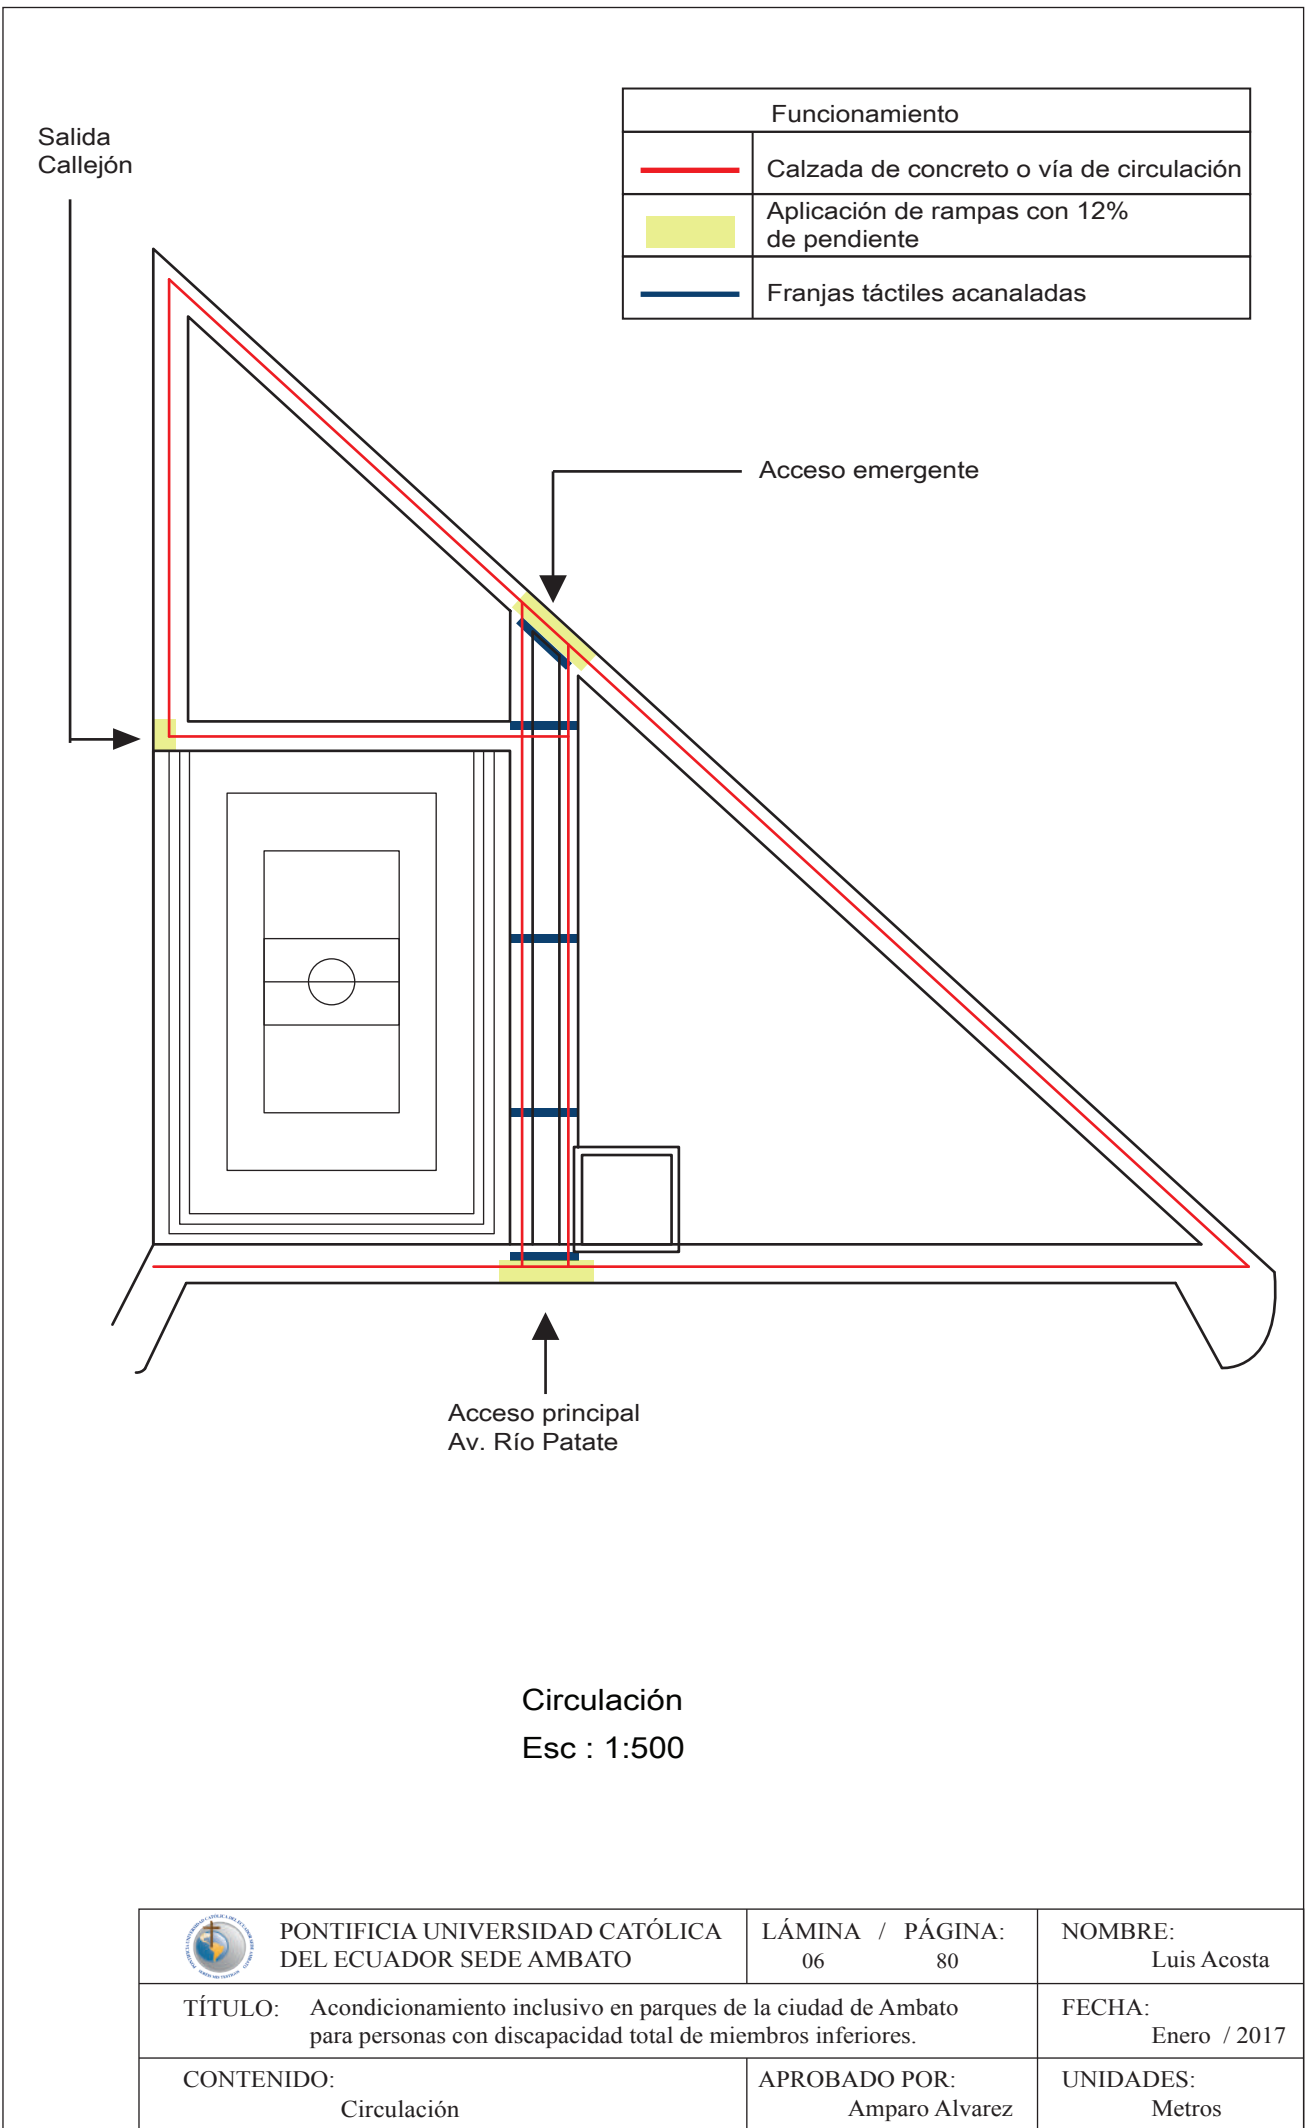 Funcionamiento
Calzada de concreto o vía de circulación
Aplicación de rampas con 12%
de pendiente
Franjas táctiles acanaladas
Salida
Callejón
Acceso emergente
Acceso principal
Av. Río Patate
Circulación
Esc : 1:500
PONTIFICIA UNIVERSIDAD CATÓLICA
DEL ECUADOR SEDE AMBATO
LÁMINA / PÁGINA:
06 80
NOMBRE:
Luis Acosta
TÍTULO: Acondicionamiento inclusivo en parques de la ciudad de Ambato
para personas con discapacidad total de miembros inferiores.
FECHA:
Enero / 2017
CONTENIDO:
Circulación
APROBADO POR:
Amparo Alvarez
UNIDADES:
Metros